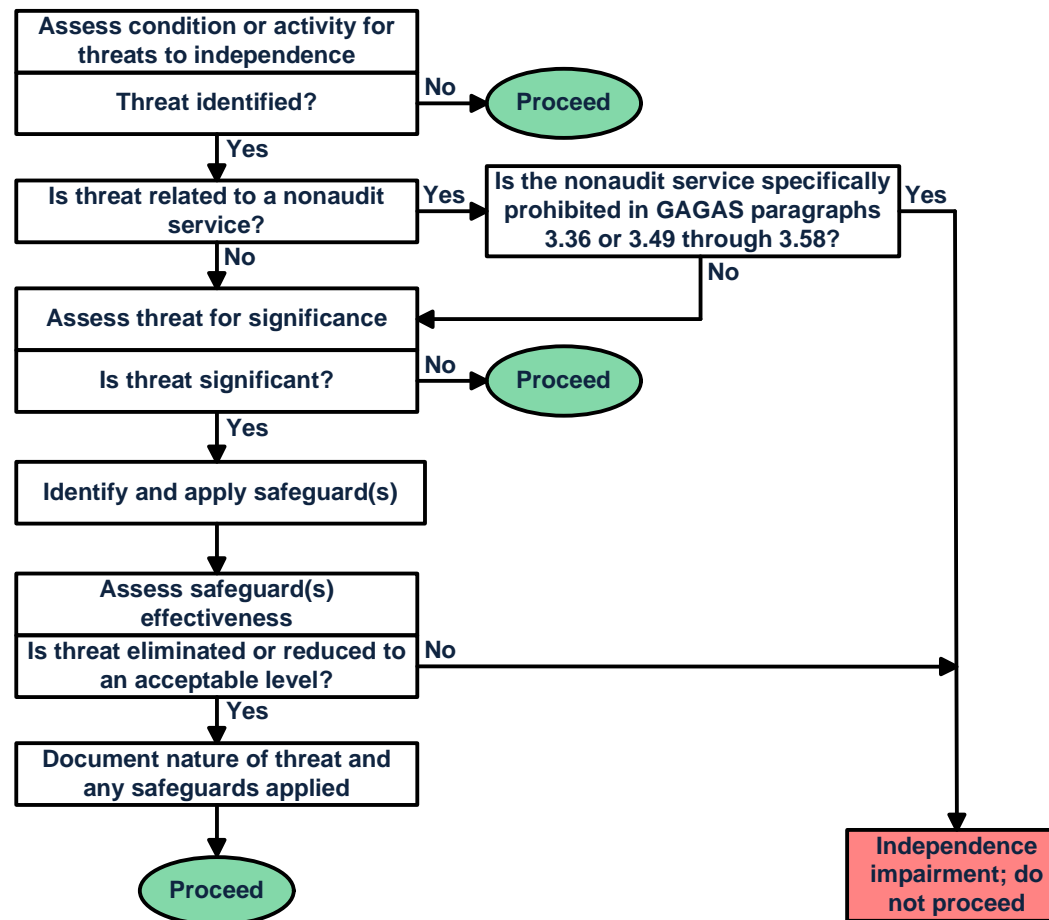 Assess condition or activity for
threats to independence
Threat identified?
No
Proceed
Yes
Is threat related to a nonaudit
service?
Yes
Is the nonaudit service specifically
prohibited in GAGAS paragraphs
3.36 or 3.49 through 3.58?
Yes
No
No
Assess threat for significance
Is threat significant?
No
Proceed
Yes
Identify and apply safeguard(s)
Assess safeguard(s)
effectiveness
Is threat eliminated or reduced to
an acceptable level?
No
Yes
Document nature of threat and
any safeguards applied
Proceed
Independence
impairment; do
not proceed